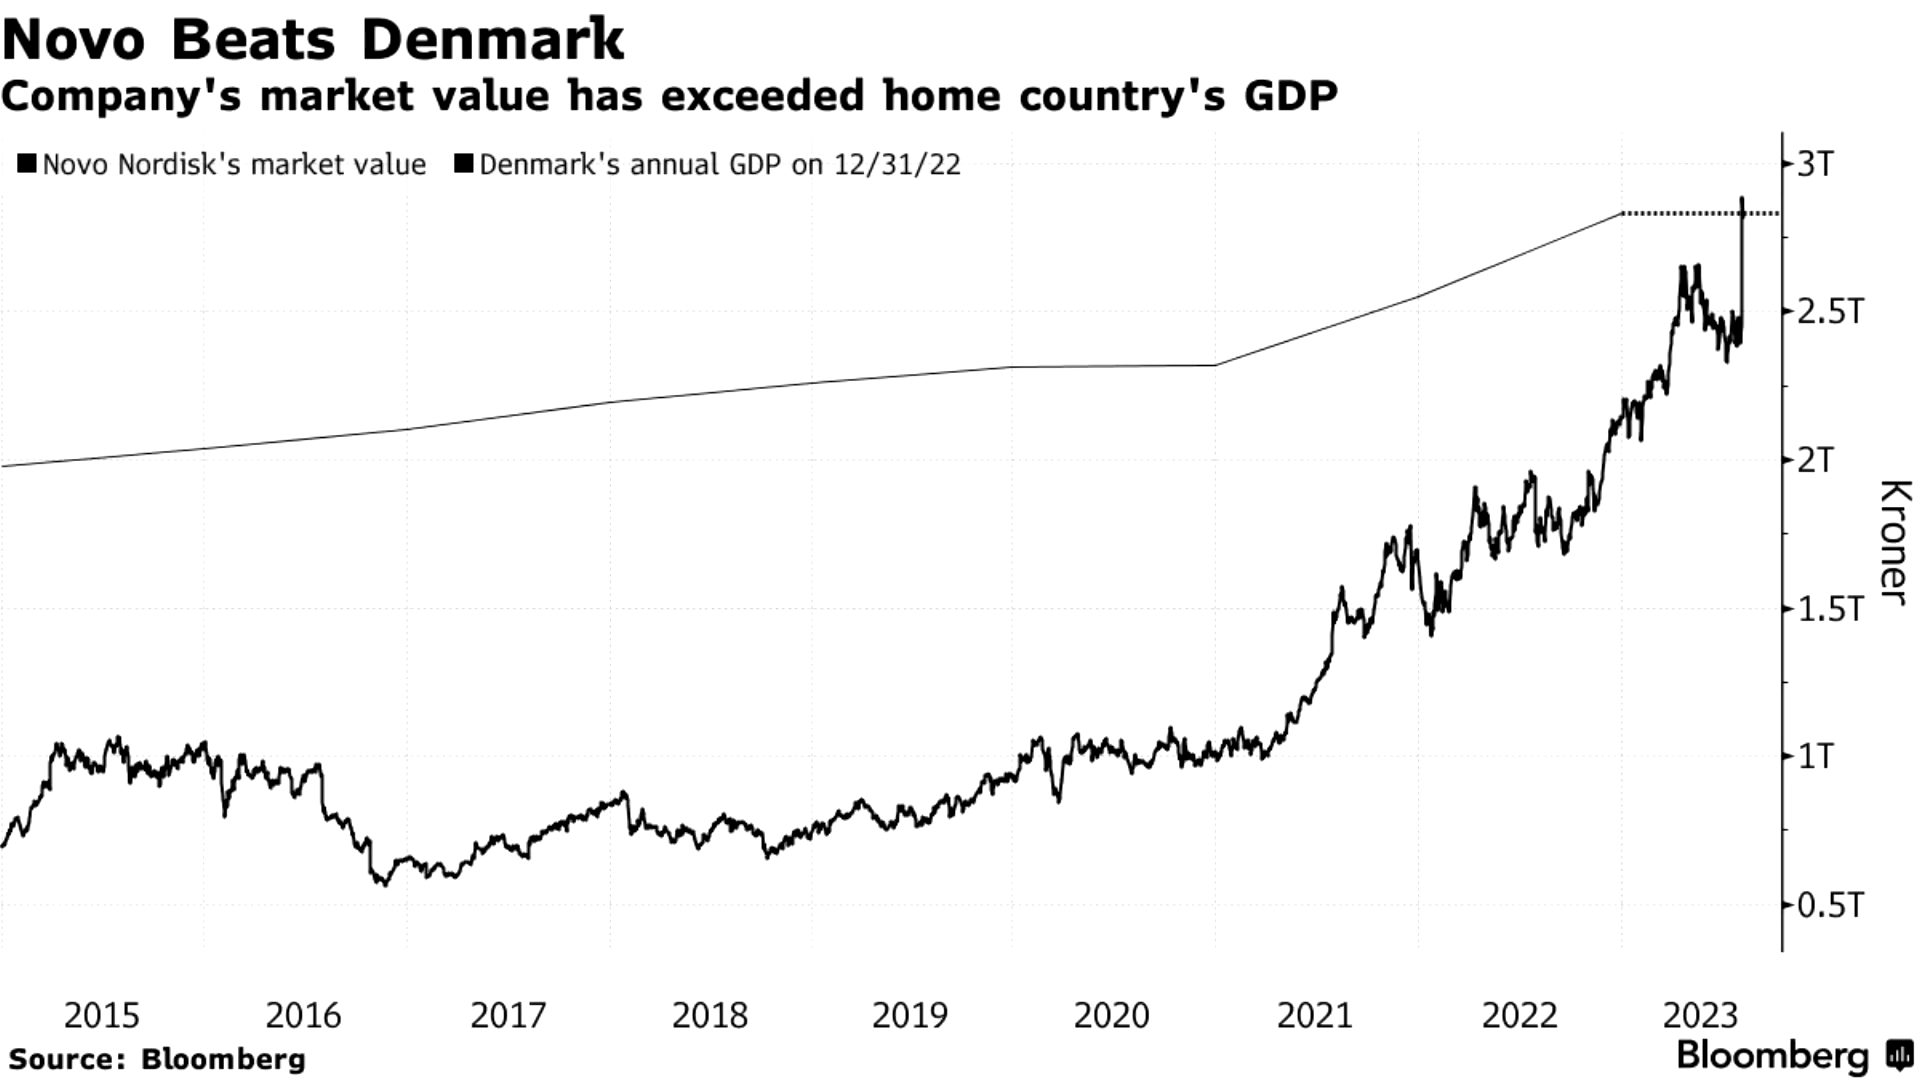 Novo Beats Denmark
Company's market value has exceeded home country's GDP
Novo Nordisk's market value Denmark's annual GDP on 12/31/22
3T
2.5T
2T
1.5T
1T
0.5T
Kroner
2015 2016 2017 2018 2019 2020 2021 2022 2023
Source: Bloomberg
Bloomberg